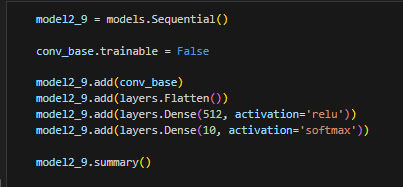 model2_9 = models.Sequential()
conv_base.trainable = False
model2_9.add(conv_base)
model2_9.add(layers.Flatten())
model2_9.add(layers.Dense(512, activation='relu'))
model2_9.add(layers.Dense(10, activation='softmax'))
model2_9.summary()